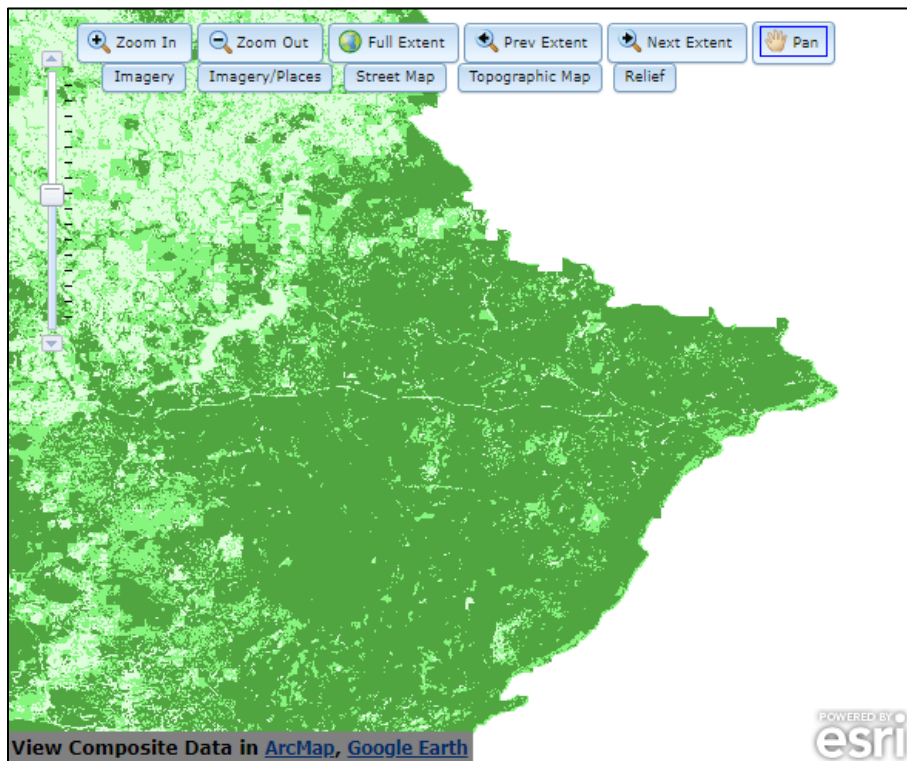 Zoom In Zoom Out Full Extent Prev Extent Next Extent Pan
Imagery Imagery/Places Street Map Topographic Map Relief
View Composite Data in ArcMap, Google Earth
POWERED BY
esri